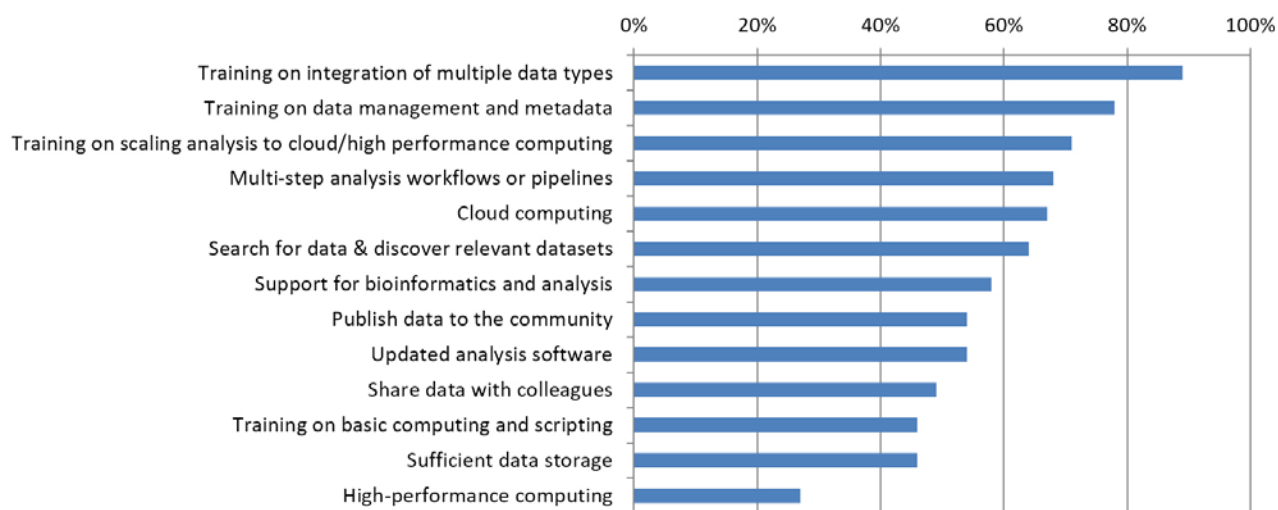 0% 20% 40% 60% 80% 100%
Training on integration of multiple data types
Training on data management and metadata
Training on scaling analysis to cloud/high performance computing
Multi-step analysis workflows or pipelines
Cloud computing
Search for data & discover relevant datasets
Support for bioinformatics and analysis
Publish data to the community
Updated analysis software
Share data with colleagues
Training on basic computing and scripting
Sufficient data storage
High-performance computing